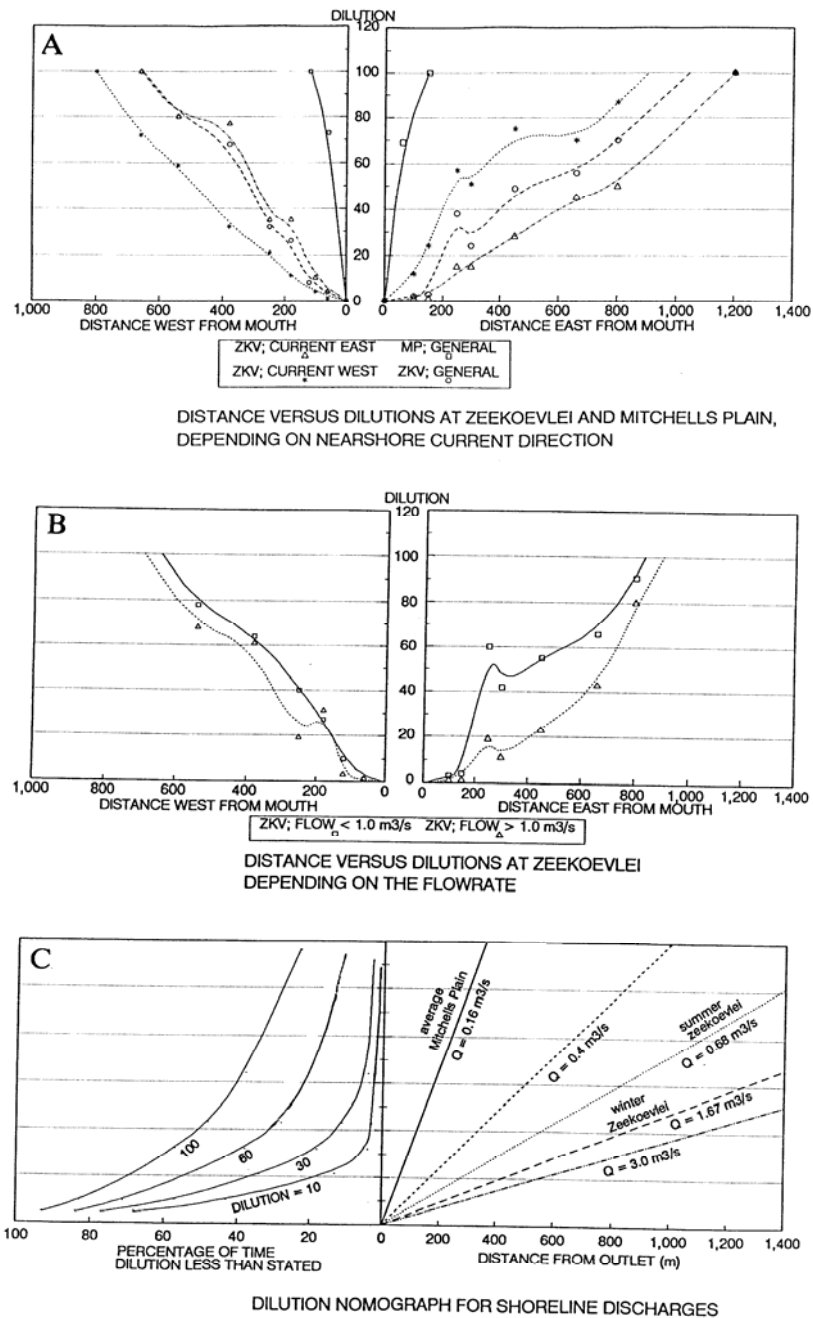 DILUTION
A
120
100
80
60
40
20
0
1,000 800 600 400 200 0
DISTANCE WEST FROM MOUTH
0 200 400 600 800 1,000 1,200 1,400
DISTANCE EAST FROM MOUTH
ZKV; CURRENT EAST MP; GENERAL
ZKV; CURRENT WEST ZKV; GENERAL
DISTANCE VERSUS DILUTIONS AT ZEEKOEVLEI AND MITCHELLS PLAIN,
DEPENDING ON NEARSHORE CURRENT DIRECTION
DILUTION
B
120
100
80
60
40
20
0
1,000 800 600 400 200 0
DISTANCE WEST FROM MOUTH
0 200 400 600 800 1,000 1,200 1,400
DISTANCE EAST FROM MOUTH
ZKV; FLOW < 1.0 m3/s ZKV; FLOW > 1.0 m3/s
DISTANCE VERSUS DILUTIONS AT ZEEKOEVLEI
DEPENDING ON THE FLOWRATE
C
100
60
30
DILUTION = 10
average
Mitchells Plain
Q = 0.16 m3/s
Q = 0.4 m3/s
summer
zeekoevlei
Q = 0.68 m3/s
winter
Zeekoevlei
Q = 1.67 m3/s
Q = 3.0 m3/s
100 80 60 40 20 0
PERCENTAGE OF TIME
DILUTION LESS THAN STATED
200 400 600 800 1,000 1,200 1,400
DISTANCE FROM OUTLET (m)
DILUTION NOMOGRAPH FOR SHORELINE DISCHARGES